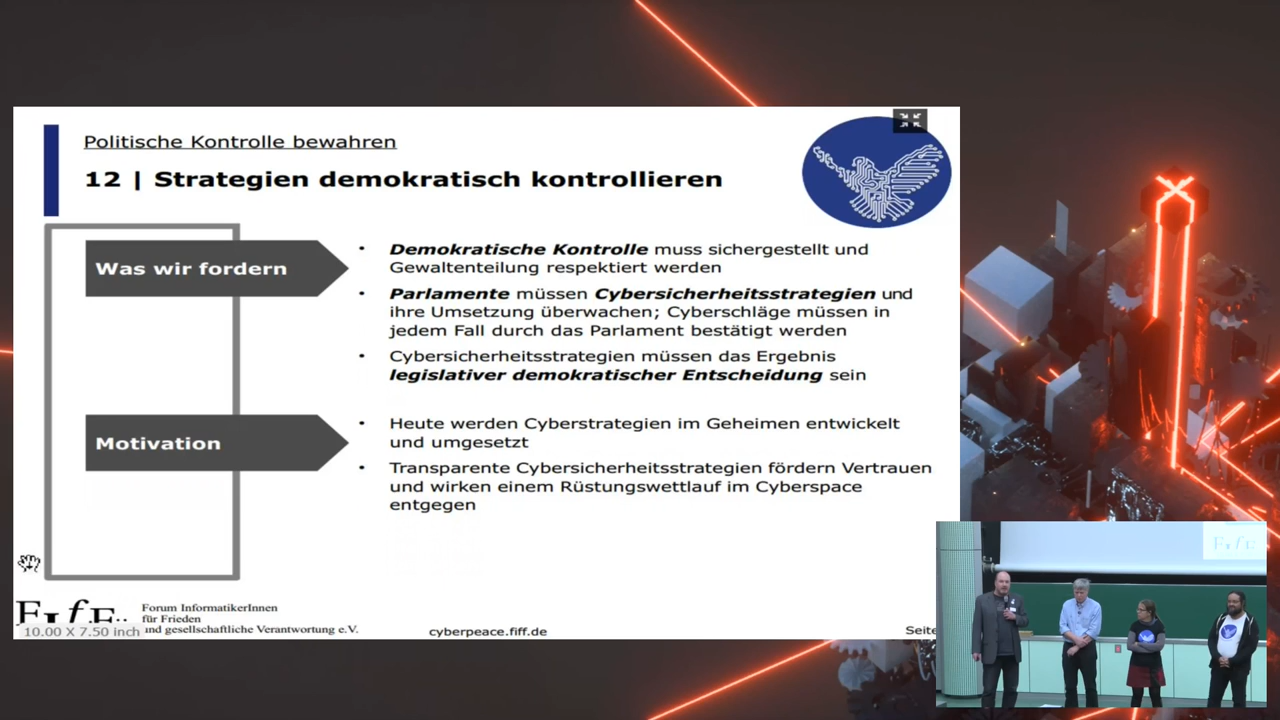 Politische Kontrolle bewahren
12 | Strategien demokratisch kontrollieren
Was wir fordern
• Demokratische Kontrolle muss sichergestellt und
Gewaltenteilung respektiert werden
• Parlamente müssen Cybersicherheitsstrategien und
ihre Umsetzung überwachen; Cyberschläge müssen in
jedem Fall durch das Parlament bestätigt werden
• Cybersicherheitsstrategien müssen das Ergebnis
legislativer demokratischer Entscheidung sein
Motivation
• Heute werden Cyberstrategien im Geheimen entwickelt
und umgesetzt
• Transparente Cybersicherheitsstrategien fördern Vertrauen
und wirken einem Rüstungswettlauf im Cyberspace
entgegen
FIfF
Forum InformatikerInnen
für Frieden
und gesellschaftliche Verantwortung e.V.
10.00 X 7.50 inch
cyberpeace.fiff.de
Seite
FIfF